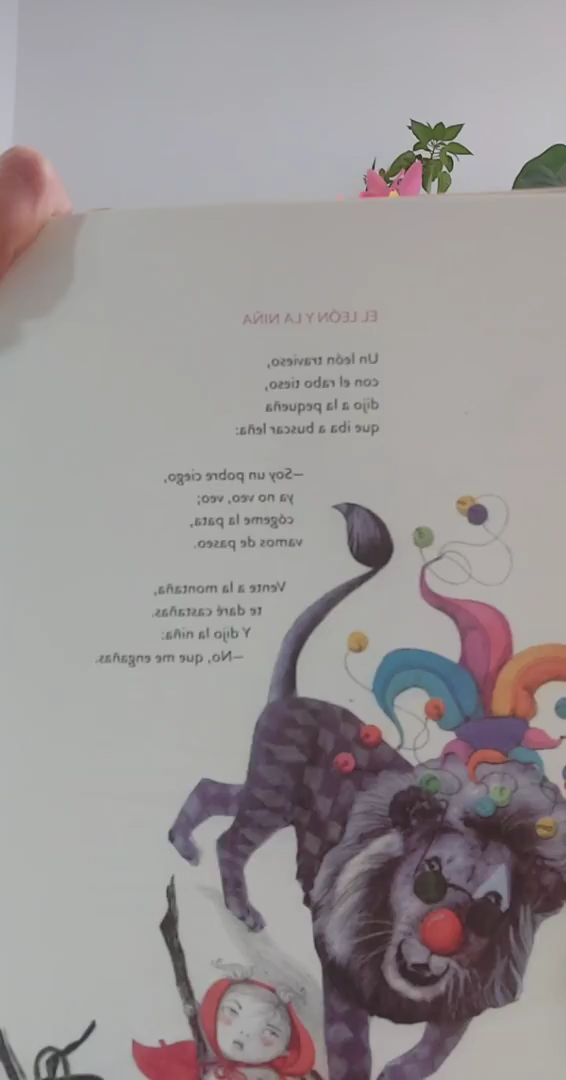 EL LEÓN Y LA NIÑA
Un león travieso,
con el rabo tieso,
dijo a la pequeña
que iba a buscar leña:
—Soy un pobre ciego,
ya no veo, veo;
cógeme la pata,
vamos de paseo.
Vente a la montaña,
te daré castañas.
Y dijo la niña:
—No, que me engañas.